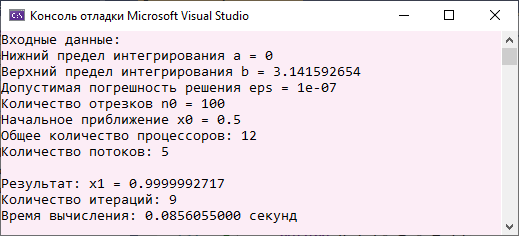 Консоль отладки Microsoft Visual Studio
Входные данные:
Нижний предел интегрирования a = 0
Верхний предел интегрирования b = 3.141592654
Допустимая погрешность решения eps = 1e-07
Количество отрезков n0 = 100
Начальное приближение x0 = 0.5
Общее количество процессоров: 12
Количество потоков: 5
Результат: x1 = 0.9999992717
Количество итераций: 9
Время вычисления: 0.0856055000 секунд